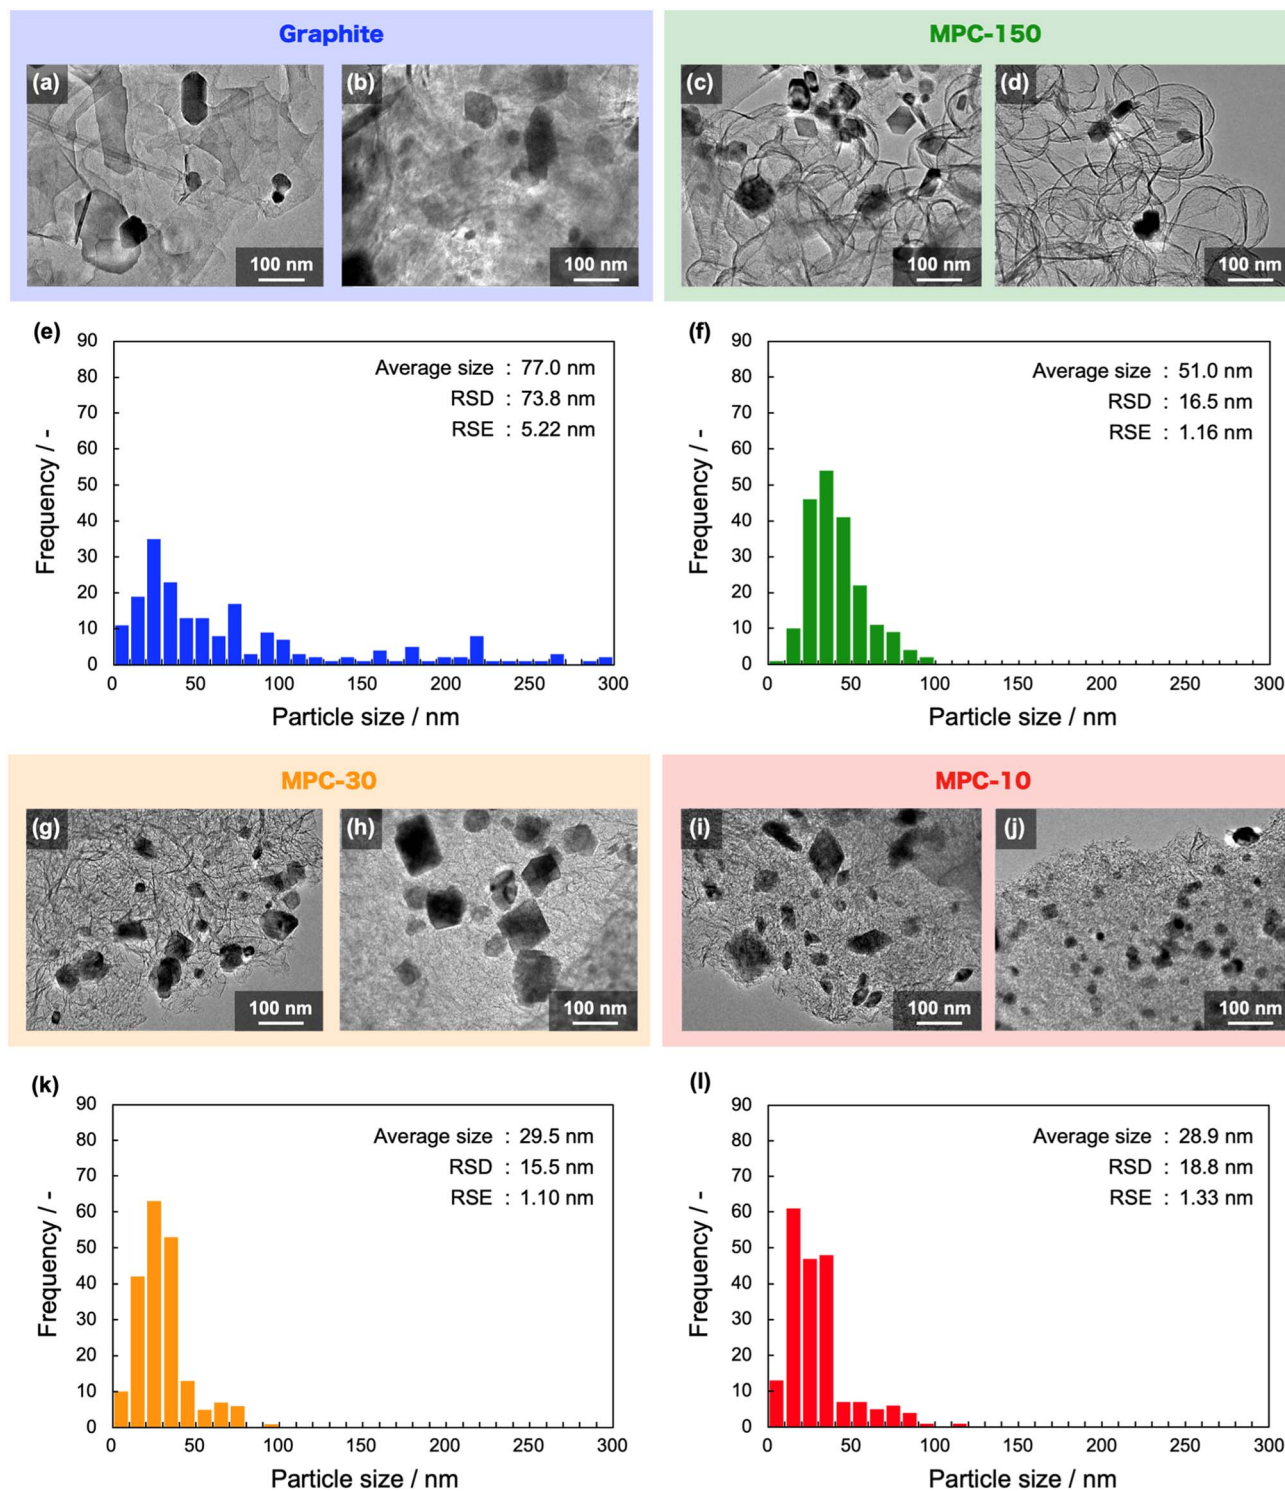 Graphite
MPC-150
(a)
100 nm
(b)
100 nm
(c)
100 nm
(d)
100 nm
(e)
90
80
70
60
50
40
30
20
10
0
Frequency / -
Average size : 77.0 nm
RSD : 73.8 nm
RSE : 5.22 nm
0 50 100 150 200 250 300
Particle size / nm
(f)
90
80
70
60
50
40
30
20
10
0
Frequency / -
Average size : 51.0 nm
RSD : 16.5 nm
RSE : 1.16 nm
0 50 100 150 200 250 300
Particle size / nm
MPC-30
MPC-10
(g)
100 nm
(h)
100 nm
(i)
100 nm
(j)
100 nm
(k)
90
80
70
60
50
40
30
20
10
0
Frequency / -
Average size : 29.5 nm
RSD : 15.5 nm
RSE : 1.10 nm
0 50 100 150 200 250 300
Particle size / nm
(l)
90
80
70
60
50
40
30
20
10
0
Frequency / -
Average size : 28.9 nm
RSD : 18.8 nm
RSE : 1.33 nm
0 50 100 150 200 250 300
Particle size / nm